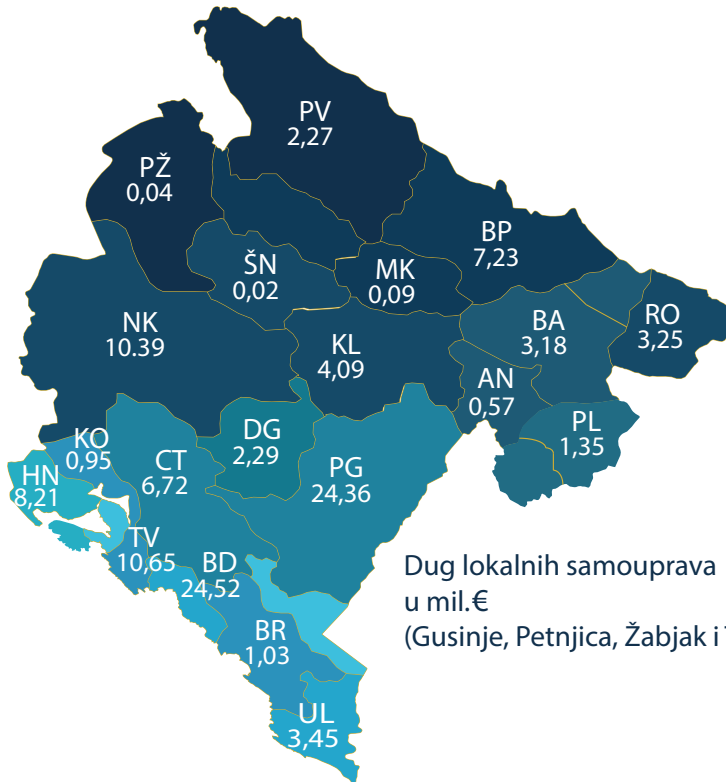 PV
2,27
PŽ
0,04
BP
7,23
ŠN
0,02
MK
0,09
NK
10.39
KL
4,09
BA
3,18
RO
3,25
AN
0,57
PL
1,35
DG
2,29
KO
0,95
CT
6,72
PG
24,36
HN
8,21
TV
10,65
BD
24,52
BR
1,03
UL
3,45
Dug lokalnih samouprava
u mil.€
(Gusinje, Petnjica, Žabjak i